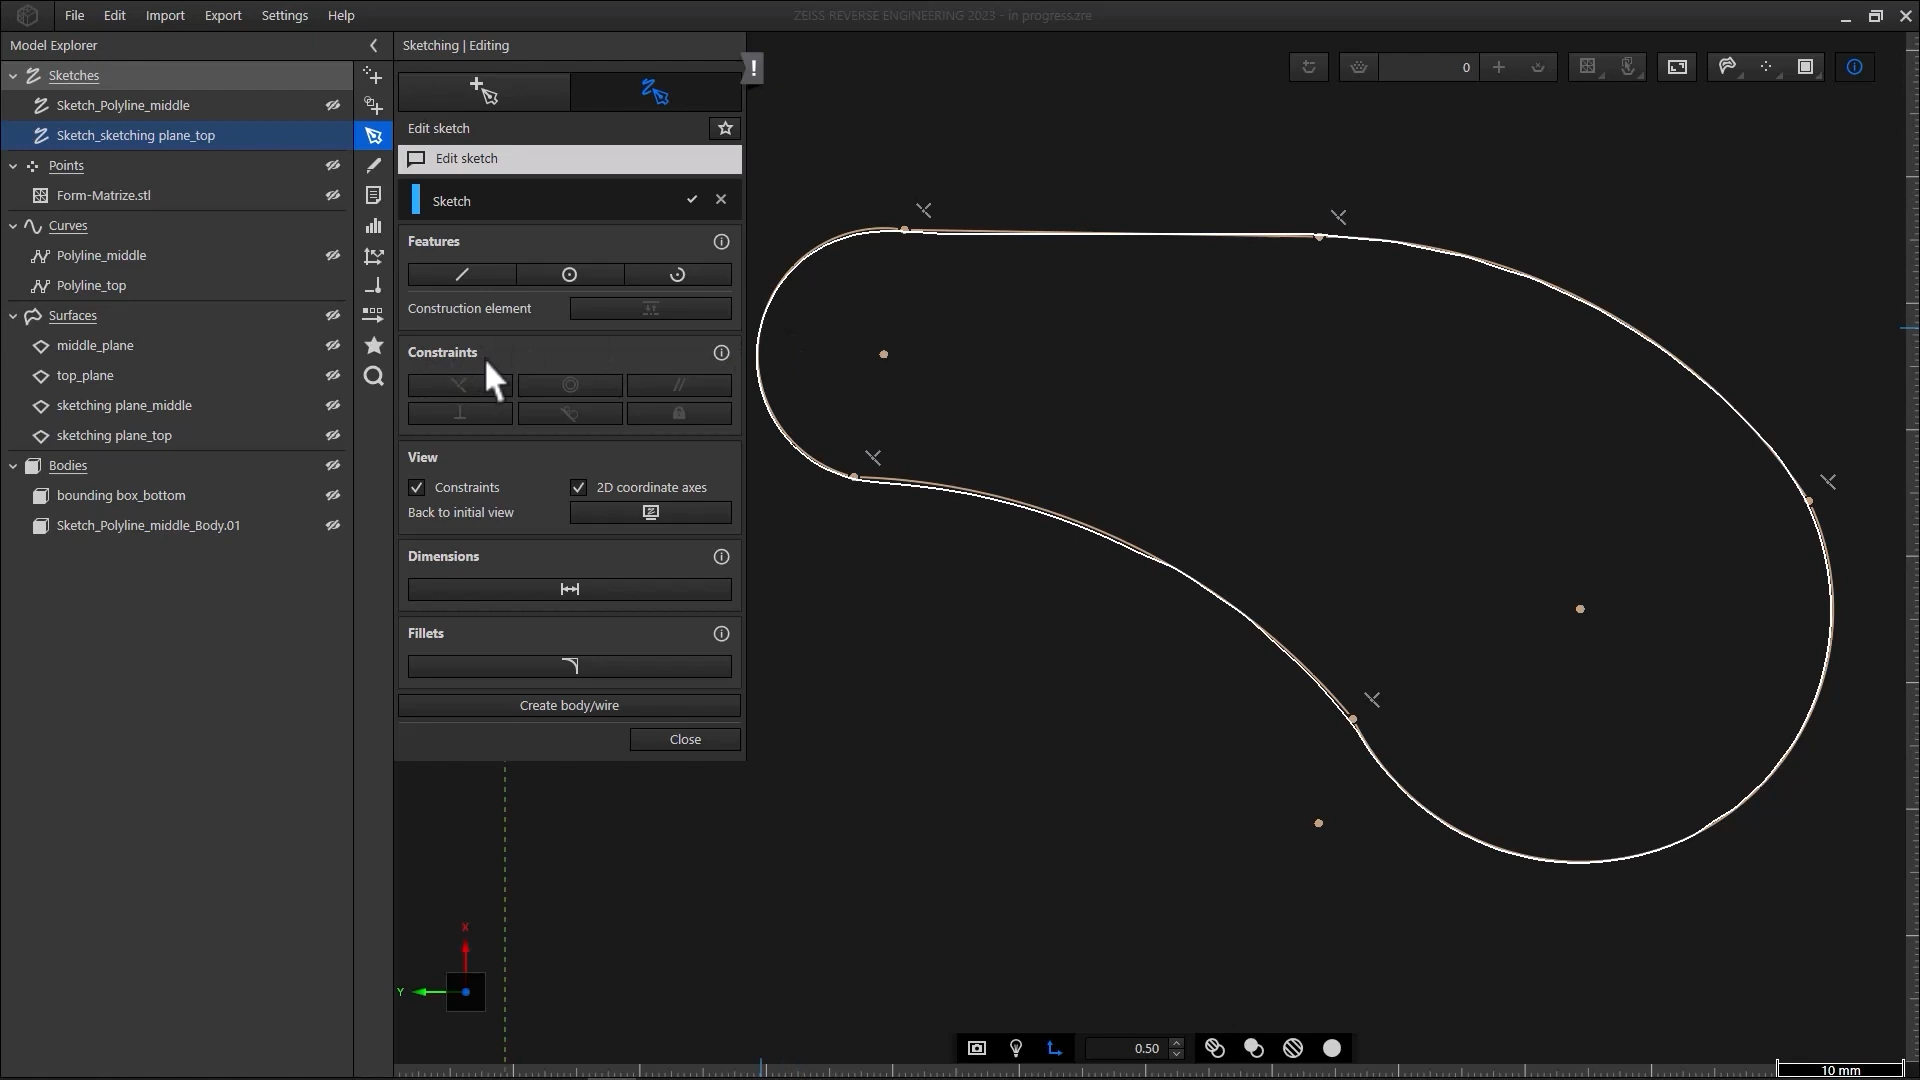 File Edit Import Export Settings Help
ZEISS REVERSE ENGINEERING 2023 - in progress.zre
Model Explorer
Sketches
Sketch_Polyline_middle
Sketch_sketching plane_top
Points
Form-Matrize.stl
Curves
Polyline_middle
Polyline_top
Surfaces
middle_plane
top_plane
sketching plane_middle
sketching plane_top
Bodies
bounding box_bottom
Sketch_Polyline_middle_Body.01
Sketching | Editing
!
Edit sketch
Edit sketch
Sketch
Features
Construction element
Constraints
View
Constraints
2D coordinate axes
Back to initial view
Dimensions
Fillets
Create body/wire
Close
0
X
Y
0.50
10 mm